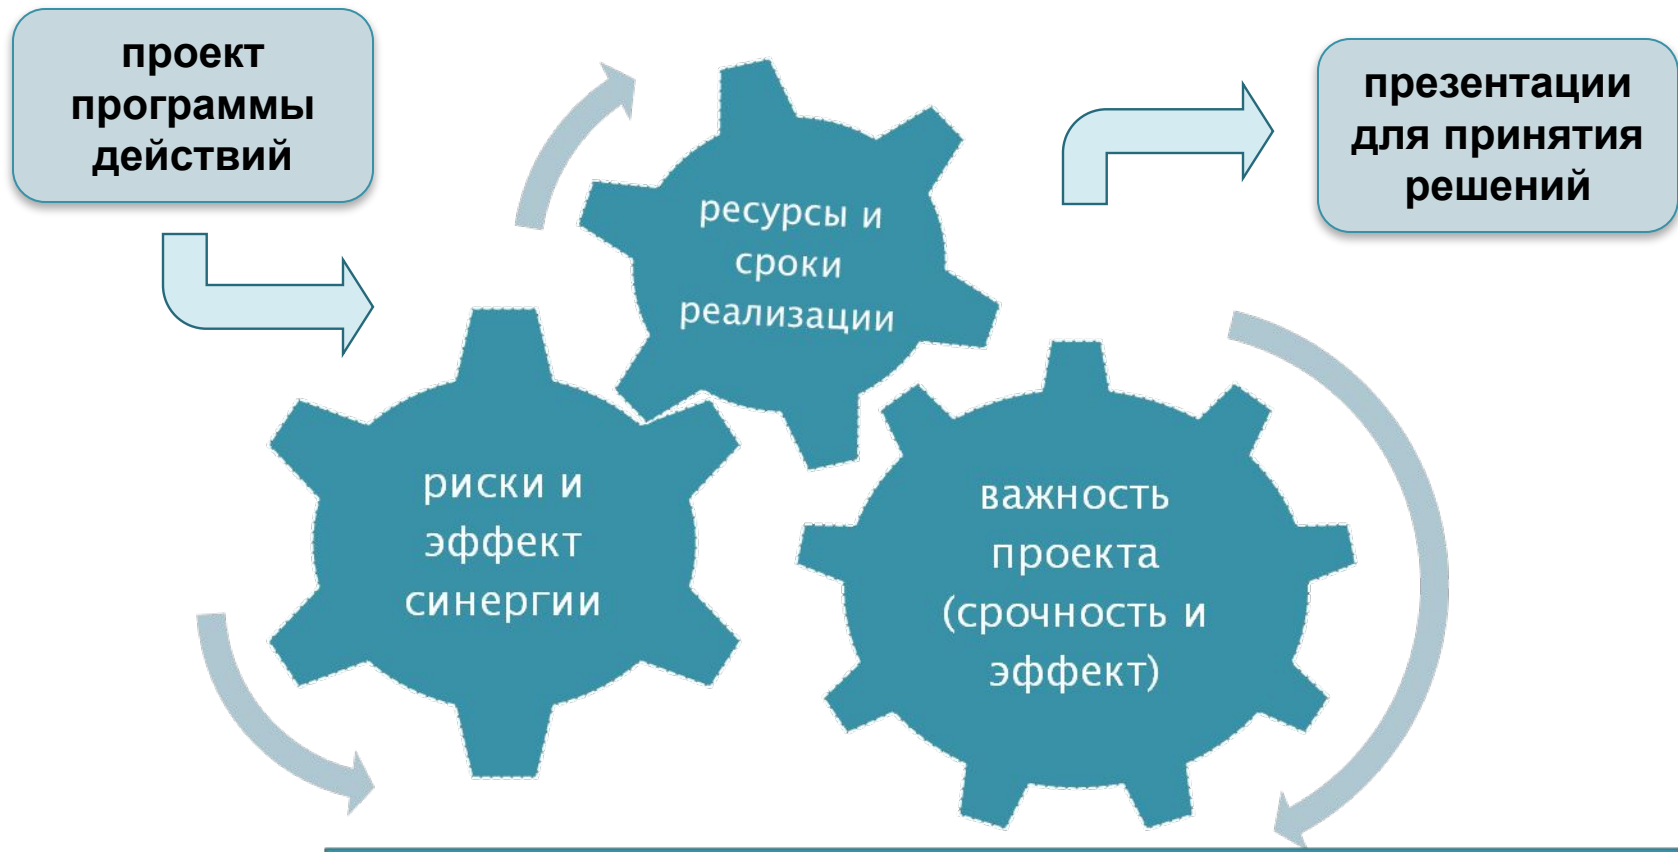 проект
программы
действий
презентации
для принятия
решений
ресурсы и
сроки
реализации
риски и
эффект
синергии
важность
проекта
(срочность и
эффект)